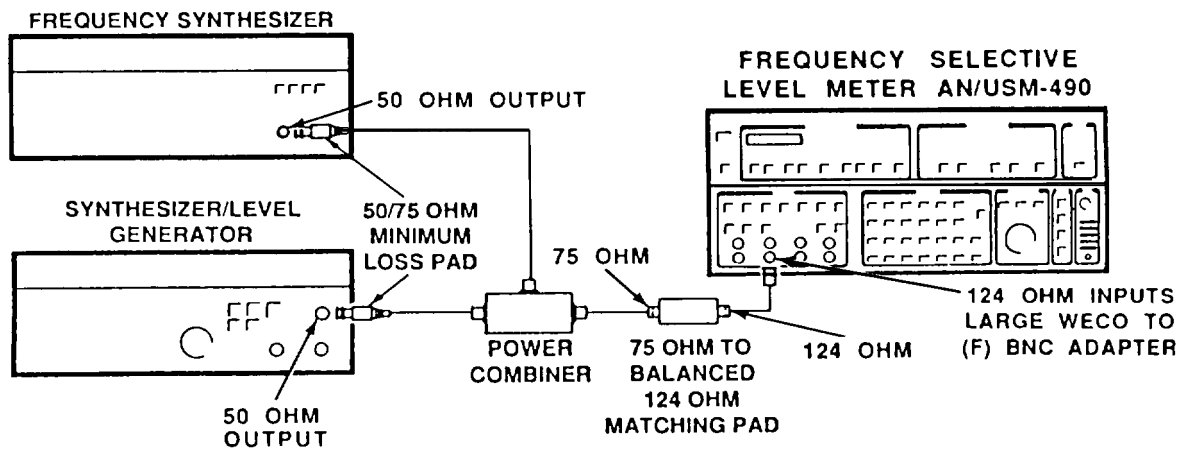 FREQUENCY SYNTHESIZER
50 OHM OUTPUT
FREQUENCY SELECTIVE
LEVEL METER AN/USM-490
SYNTHESIZER/LEVEL
GENERATOR
50/75 OHM
MINIMUM
LOSS PAD
75 OHM
POWER
COMBINER
75 OHM TO
BALANCED
124 OHM
MATCHING PAD
124 OHM
124 OHM INPUTS
LARGE WECO TO
(F) BNC ADAPTER
50 OHM
OUTPUT